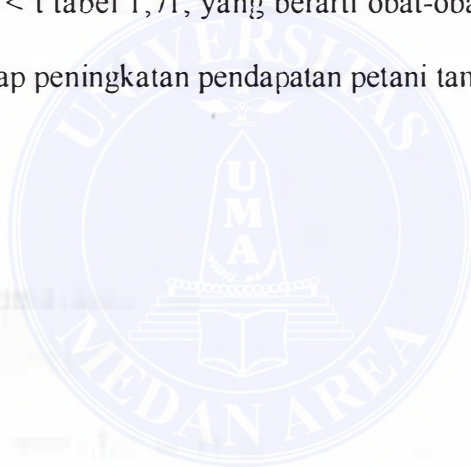 < t tabel 1,71, yang berarti obat-oba
ap peningkatan pendapatan petani tan
UNIVERSITAS
UMA
MEDAN AREA